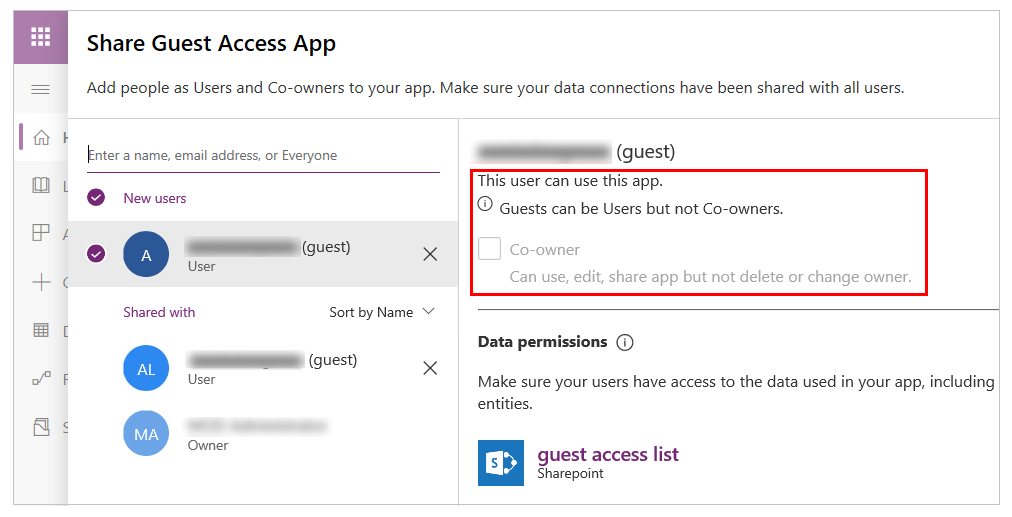 Share Guest Access App
Add people as Users and Co-owners to your app. Make sure your data connections have been shared with all users.
Enter a name, email address, or Everyone
New users
A
(guest)
User
Shared with
Sort by Name
AL
(guest)
User
MA
Owner
(guest)
This user can use this app.
Guests can be Users but not Co-owners.
Co-owner
Can use, edit, share app but not delete or change owner.
Data permissions
Make sure your users have access to the data used in your app, including
entities.
S
guest access list
Sharepoint